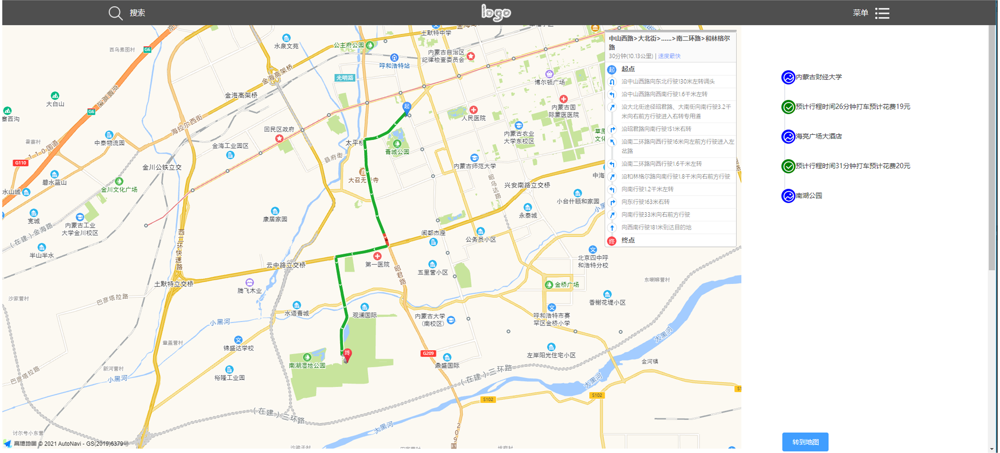 搜索
logo
菜单
中山西路>大北街>……>南二环路>和林格尔
路
30分钟(10.13公里) | 速度最快
起 起点
沿中山西路向东北行驶130米左转调头
沿中山西路向西南行驶1.6千米左转
沿大北街途径昭君路、大南街向南行驶3.2千
米向右前方行驶进入右转专用道
沿昭君路向南行驶151米右转
沿南二环路向西行驶16米向左前方行驶进入左
岔路
沿南二环路向西行驶1.6千米左转
沿和林格尔路向南行驶1.8千米向右前方行驶
向南行驶1.2千米左转
向东行驶163米右转
向南行驶33米向右前方行驶
向西南行驶181米到达目的地
终 终点
内蒙古财经大学
预计行程时间26分钟打车预计花费19元
海亮广场大酒店
预计行程时间31分钟打车预计花费20元
南湖公园
转到地图
土默特中学
水泉文苑
公主府公园
西乌素图村
G6
内蒙古自治区
纪律检查委员会
呼和浩特站
金海高架桥
光明路
博尔顿广场
金海高架桥
大白山
G6
寨西沟
海拉尔西街
起
人民医院
内蒙古国
际蒙医医院
回民区政府
内蒙古农业
大学东校区
霍寨村
中泰物流园
110国道
金海工业园区
太平桥
青城公园
县府街
G110
金川公铁立交
内蒙古师范大学
碧水蓝山
大召无量寺
中海
昭乌达路
兴安南路立交桥
金川文化广场
水山城
小台什颐和家园
宽城
康居家园
永泰城
内蒙古工业
大学金川校区
(在建)金海路
西二环快速路
闻都杰座
公务员小区
半山半水
第一医院
云中路立交桥
昭君路
五里营小区
北京四中呼
和浩特分校
土默特立交桥
腾飞木业
金桥广场
东喇嘛营村
沙家营村
巴彦塔拉路
香榭花堤小区
水语青城
观澜国际
内蒙古大学
(南校区)
呼和浩特市赛
罕区金桥小学
小黑河
大黑河
章盖营村
锦盛达学校
终
南湖湿地公园
G209
鼎盛国际
左岸阳光住宅小区
金河镇
新河营村
巴彦塔拉路
小黑河
裕隆工业园
(在建)三环路
大黑河
S102
S102
(在建)三环路
大黑河
209国
讨尔号小东营
高德地图 © 2021 AutoNavi - GS(2019)6379号